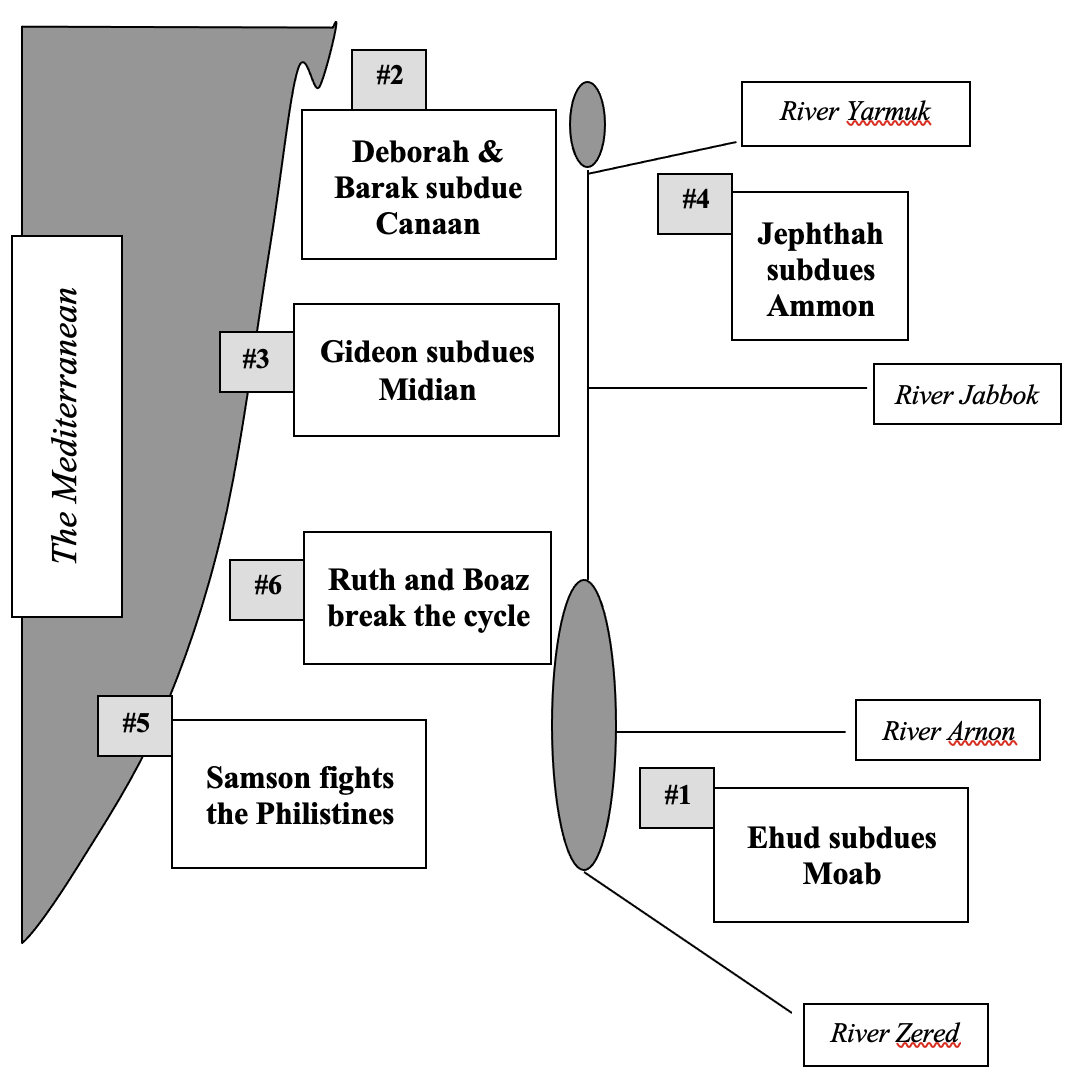 #2
Deborah &
Barak subdue
Canaan
River Yarmuk
#4
Jephthah
subdues
Ammon
The Mediterranean
#3
Gideon subdues
Midian
River Jabbok
#6
Ruth and Boaz
break the cycle
#5
Samson fights
the Philistines
River Arnon
#1
Ehud subdues
Moab
River Zered